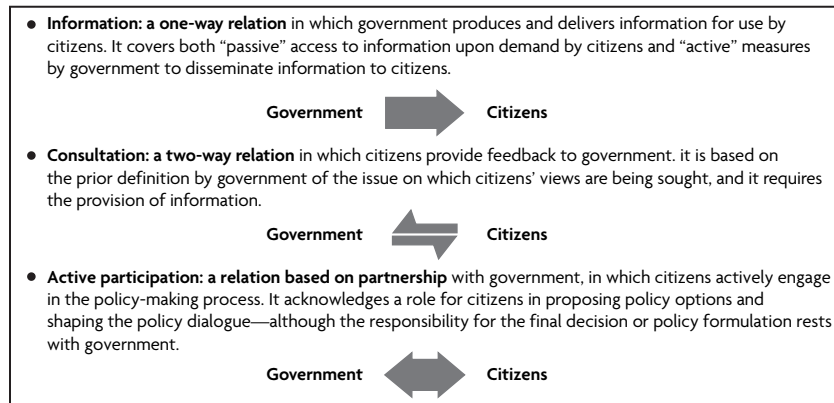 • Information: a one-way relation in which government produces and delivers information for use by
citizens. It covers both “passive” access to information upon demand by citizens and “active” measures
by government to disseminate information to citizens.
Government Citizens
• Consultation: a two-way relation in which citizens provide feedback to government. it is based on
the prior definition by government of the issue on which citizens’ views are being sought, and it requires
the provision of information.
Government Citizens
• Active participation: a relation based on partnership with government, in which citizens actively engage
in the policy-making process. It acknowledges a role for citizens in proposing policy options and
shaping the policy dialogue—although the responsibility for the final decision or policy formulation rests
with government.
Government Citizens